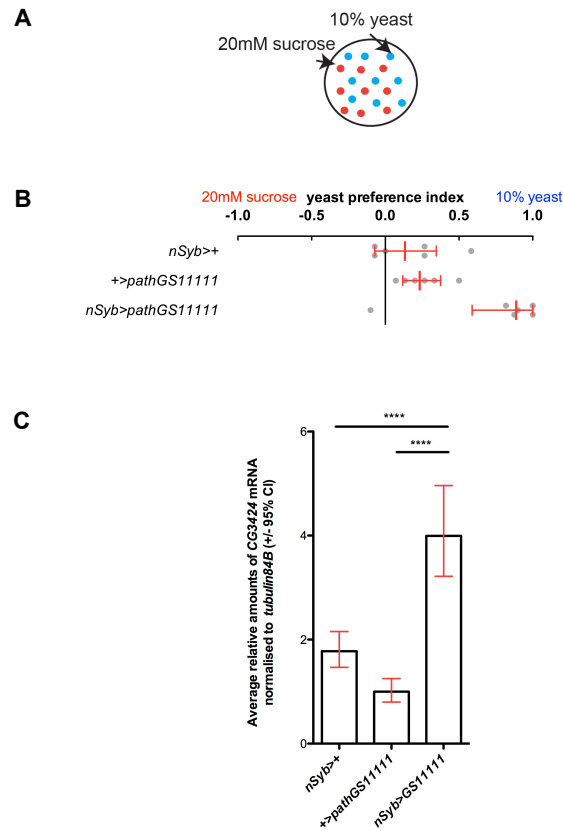 A
10% yeast
20mM sucrose
B
20mM sucrose yeast preference index 10% yeast
-1.0 -0.5 0.0 0.5 1.0
nSyb>+
+>pathGS11111
nSyb>pathGS11111
C
Average relative amounts of CG3424 mRNA
normalised to tubulin84B (+/- 95% CI)
****
****
6
4
2
0
nSyb>+
+>pathGS11111
nSyb>GS11111